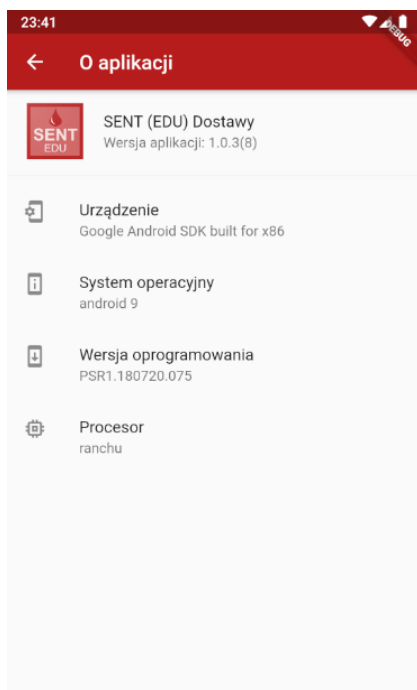 23:41
DEBUG
O aplikacji
SENT
EDU
SENT (EDU) Dostawy
Wersja aplikacji: 1.0.3(8)
Urządzenie
Google Android SDK built for x86
System operacyjny
android 9
Wersja oprogramowania
PSR1.180720.075
Procesor
ranchu